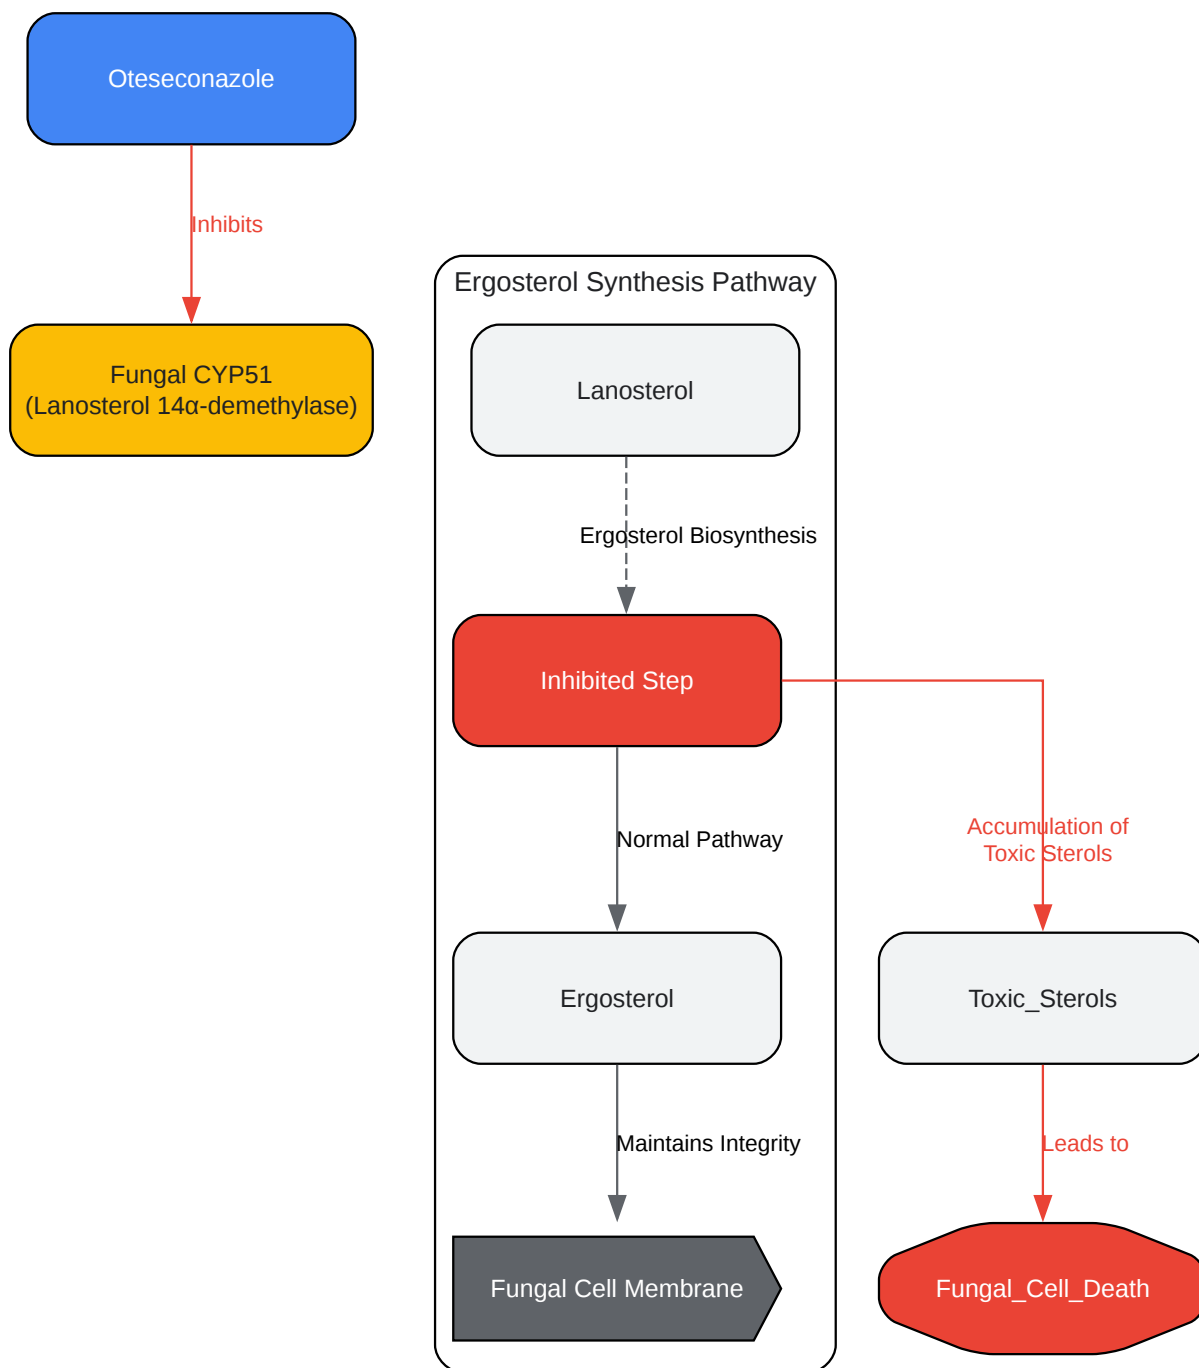 Oteseconazole
Inhibits
Fungal CYP51
(Lanosterol 14α-demethylase)
Ergosterol Synthesis Pathway
Lanosterol
Ergosterol Biosynthesis
Inhibited Step
Normal Pathway
Accumulation of
Toxic Sterols
Ergosterol
Toxic_Sterols
Maintains Integrity
Leads to
Fungal Cell Membrane
Fungal_Cell_Death